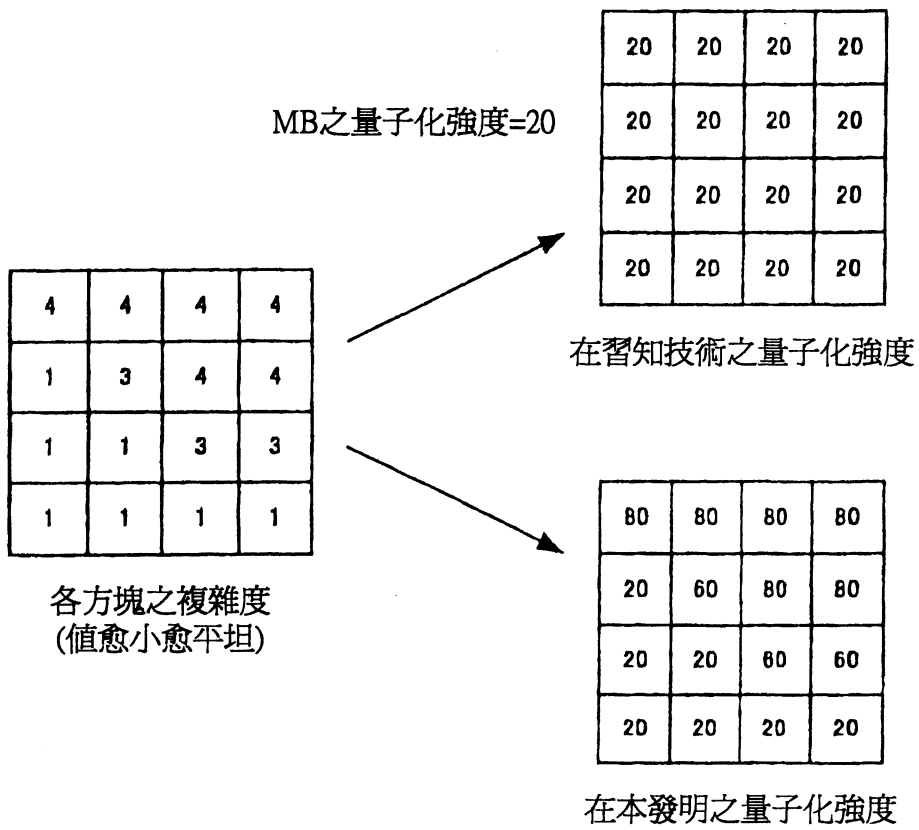 MB之量子化強度=20
20 20 20 20
20 20 20 20
20 20 20 20
20 20 20 20
在習知技術之量子化強度
4 4 4 4
1 3 4 4
1 1 3 3
1 1 1 1
各方塊之複雜度
(值愈小愈平坦)
80 80 80 80
20 60 80 80
20 20 60 60
20 20 20 20
在本發明之量子化強度